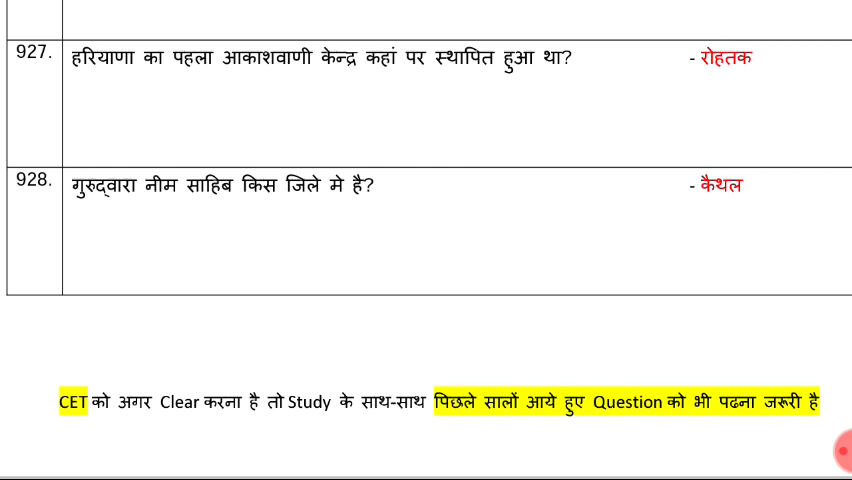 927. हरियाणा का पहला आकाशवाणी केन्द्र कहां पर स्थापित हुआ था? - रोहतक
928. गुरुद्वारा नीम साहिब किस जिले मे है? - कैथल
CET को अगर Clear करना है तो Study के साथ-साथ पिछले सालों आये हुए Question को भी पढना जरूरी है